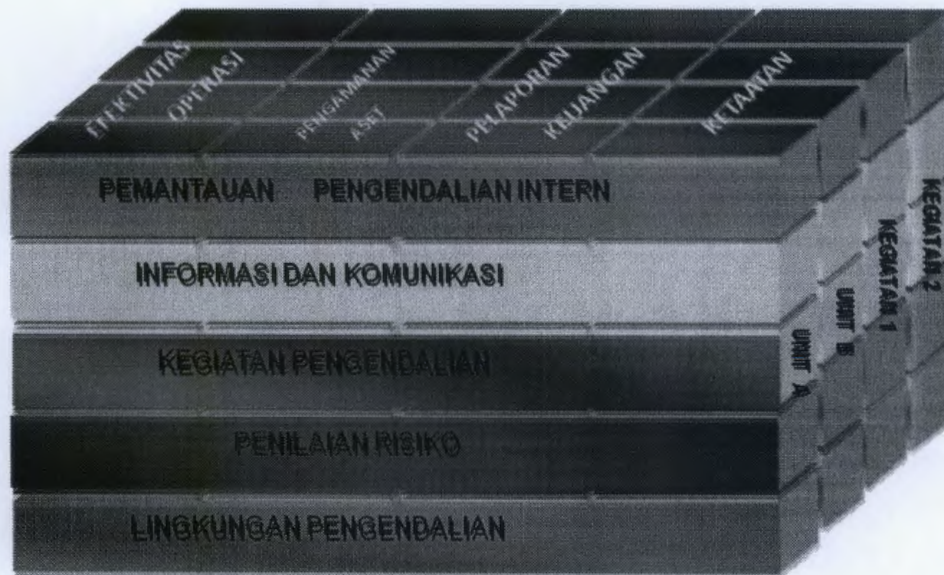 EFEKTIVITAS
OPERASI
PENGAMANAN
ASET
PELAPORAN
KEUANGAN
KETAATAN
PEMANTAUAN PENGENDALIAN INTERN
INFORMASI DAN KOMUNIKASI
KEGIATAN PENGENDALIAN
PENILAIAN RISIKO
LINGKUNGAN PENGENDALIAN
UNIT A
UNIT B
KEGIATAN 1
KEGIATAN 2